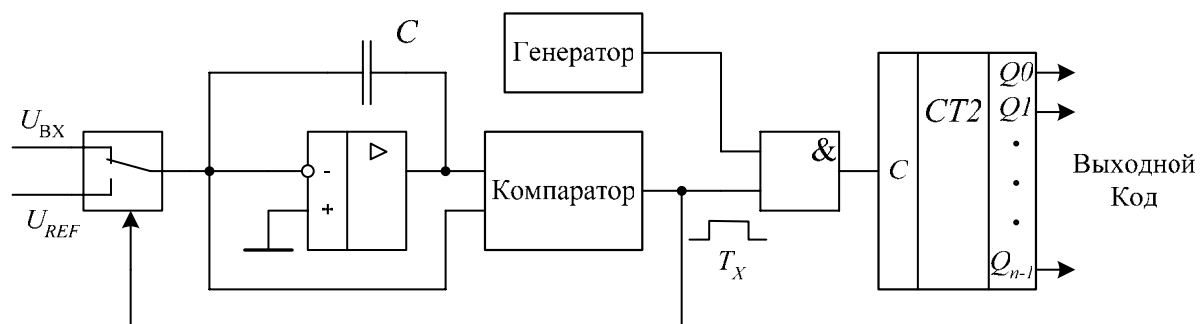 C
Генератор
U_ВХ
U_REF
-
+
Компаратор
&
T_X
C
CT2
Q0
Q1
Q_n-1
Выходной
Код